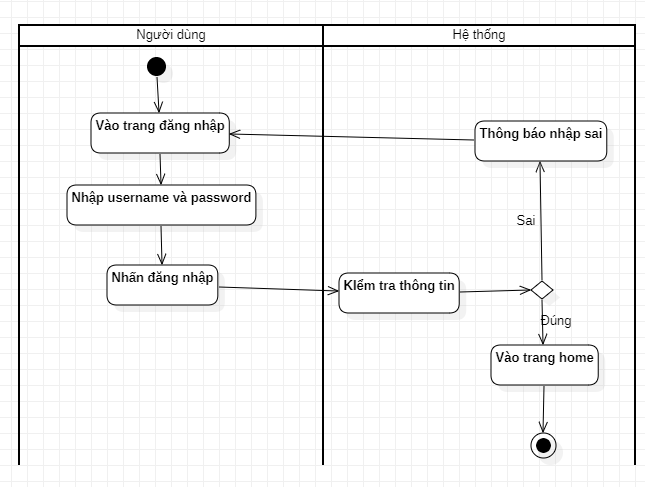 Người dùng
Hệ thống
Vào trang đăng nhập
Thông báo nhập sai
Nhập username và password
Sai
Nhấn đăng nhập
Klểm tra thông tin
Đúng
Vào trang home